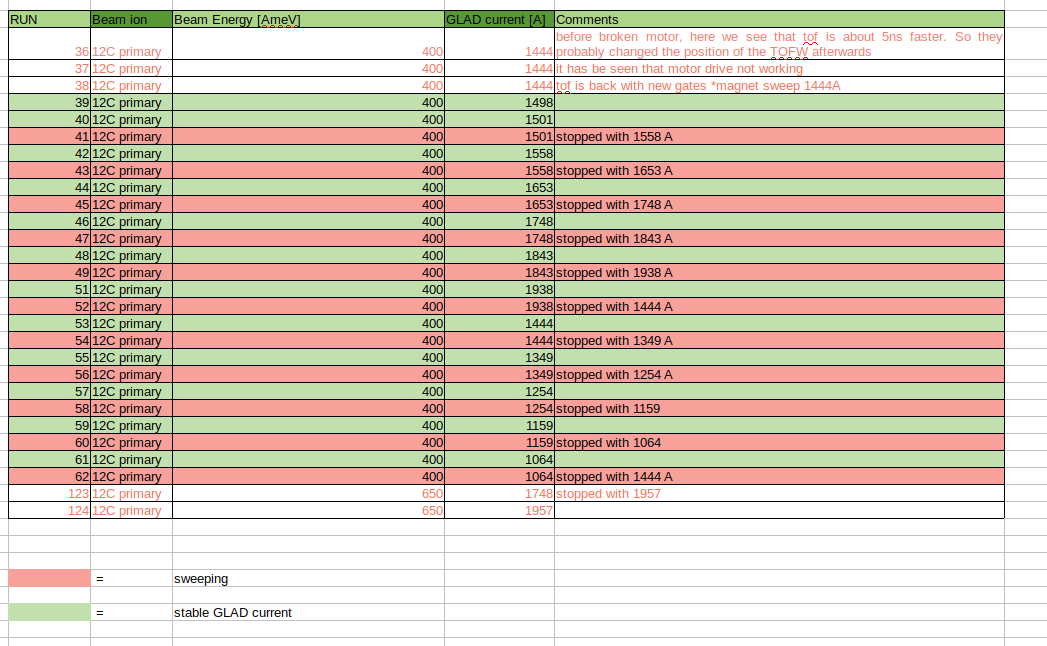 RUN Beam ion Beam Energy [AmeV] GLAD current [A] Comments
before broken motor, here we see that tof is about 5ns faster. So they
36 12C primary 400 1444 probably changed the position of the TOFW afterwards
37 12C primary 400 1444 it has be seen that motor drive not working
38 12C primary 400 1444 tof is back with new gates *magnet sweep 1444A
39 12C primary 400 1498
40 12C primary 400 1501
41 12C primary 400 1501 stopped with 1558 A
42 12C primary 400 1558
43 12C primary 400 1558 stopped with 1653 A
44 12C primary 400 1653
45 12C primary 400 1653 stopped with 1748 A
46 12C primary 400 1748
47 12C primary 400 1748 stopped with 1843 A
48 12C primary 400 1843
49 12C primary 400 1843 stopped with 1938 A
51 12C primary 400 1938
52 12C primary 400 1938 stopped with 1444 A
53 12C primary 400 1444
54 12C primary 400 1444 stopped with 1349 A
55 12C primary 400 1349
56 12C primary 400 1349 stopped with 1254 A
57 12C primary 400 1254
58 12C primary 400 1254 stopped with 1159
59 12C primary 400 1159
60 12C primary 400 1159 stopped with 1064
61 12C primary 400 1064
62 12C primary 400 1064 stopped with 1444 A
123 12C primary 650 1748 stopped with 1957
124 12C primary 650 1957
= sweeping
= stable GLAD current